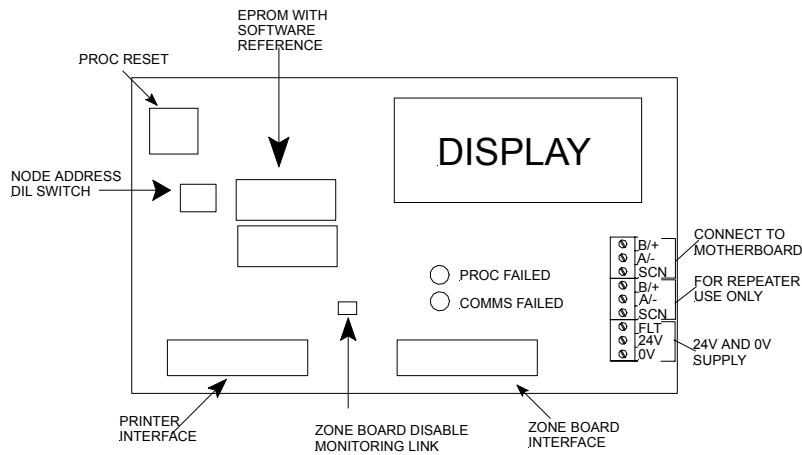 EPROM WITH
SOFTWARE
REFERENCE
PROC RESET
DISPLAY
NODE ADDRESS
DIL SWITCH
B/+
A/-
SCN
CONNECT TO
MOTHERBOARD
B/+
A/-
SCN
FOR REPEATER
USE ONLY
FLT
24V
0V
24V AND 0V
SUPPLY
PROC FAILED
COMMS FAILED
PRINTER
INTERFACE
ZONE BOARD DISABLE
MONITORING LINK
ZONE BOARD
INTERFACE